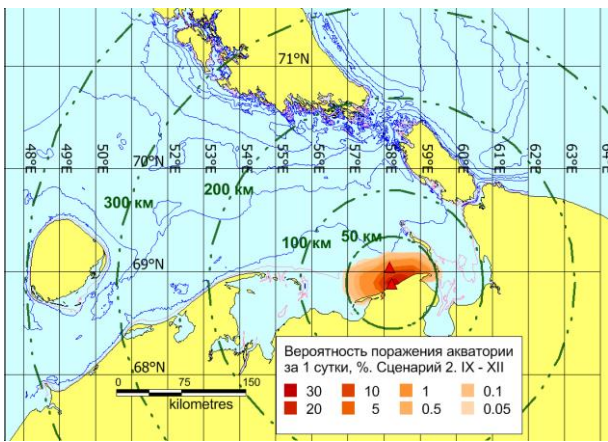 71°N
70°N
48°E 49°E 50°E 52°E 53°E 54°E 55°E 56°E 57°E 58°E 59°E 60°E 61°E 62°E 63°E 64°E
200 км
300 км
100 км
50 км
69°N
68°N
0 75 150
kilometres
Вероятность поражения акватории
за 1 сутки, %. Сценарий 2. IX - XII
30 10 1 0.1
20 5 0.5 0.05